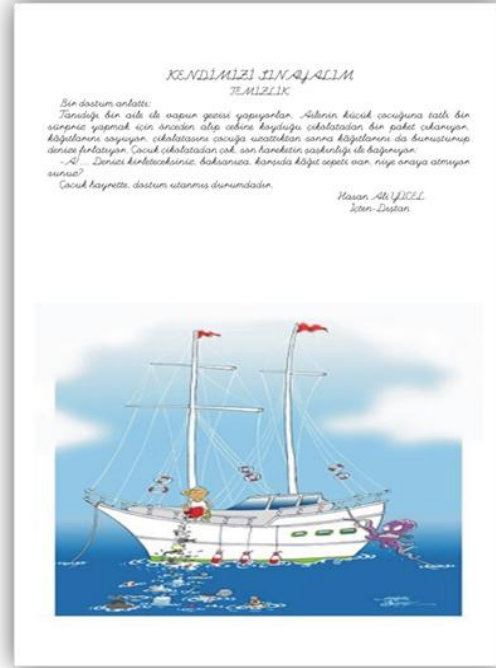 KENDİMİZİ SINAYALIM
TEMİZLİK
Bir dostum anlattı:
Tanıdığı bir aile ile vapur gezisi yapıyorlar. Ailenin küçük çocuğuna tatlı bir
sürpriz yapmak için önceden alıp cebine koyduğu çikolatadan bir paket çıkarıyor,
kâğıtlarını soyuyor, çikolatasını çocuğa uzattıktan sonra kâğıtlarını da buruşturup
denize fırlatıyor. Çocuk çikolatadan çok, son hareketin şaşkınlığı ile bağırıyor:
-A! ... Denizi kirleteceksiniz, baksanıza, karşıda kâğıt sepeti var, niye oraya atmıyor
sunuz?
Çocuk hayrette, dostum utanmış durumdadır.
Hasan Ali YÜCEL
İçten-Dıştan